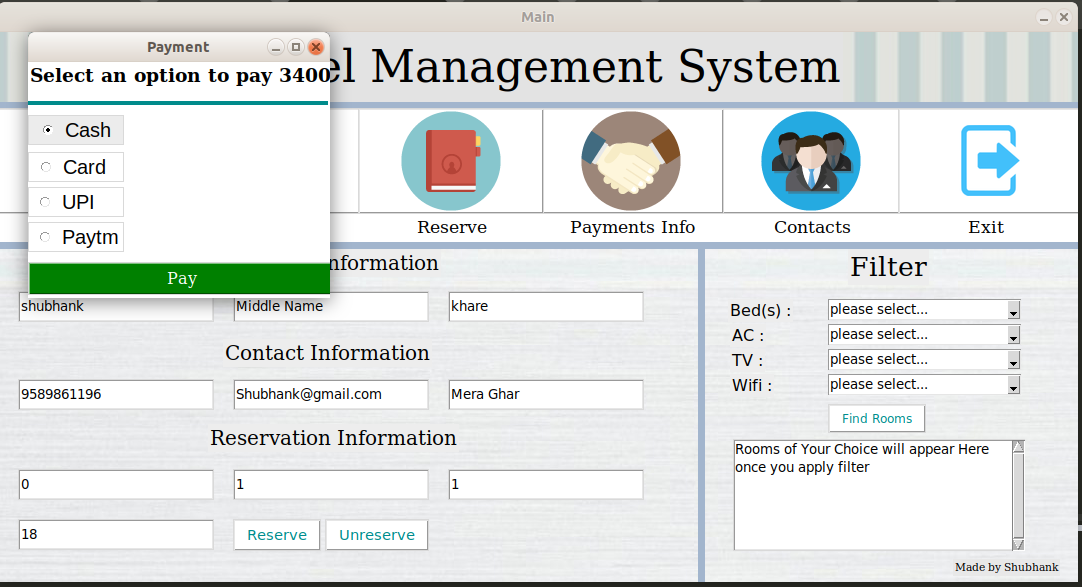 Main
Payment
Select an option to pay 3400
el Management System
Cash
Card
UPI
Paytm
Pay
Reserve
Payments Info
Contacts
Exit
nformation
shubhank
Middle Name
khare
Contact Information
9589861196
Shubhank@gmail.com
Mera Ghar
Reservation Information
0
1
1
18
Reserve
Unreserve
Filter
Bed(s) :
please select...
AC :
please select...
TV :
please select...
Wifi :
please select...
Find Rooms
Rooms of Your Choice will appear Here
once you apply filter
Made by Shubhank